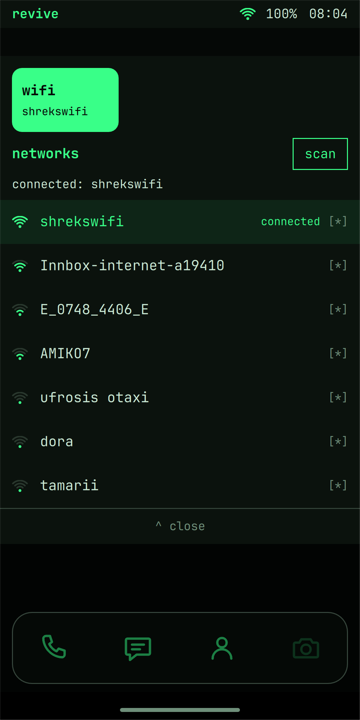 revive 100% 08:04
wifi
shrekswifi
networks scan
connected: shrekswifi
shrekswifi connected [*]
Innbox-internet-a19410 [*]
E_0748_4406_E [*]
AMIKO7 [*]
ufrosis otaxi [*]
dora [*]
tamarii [*]
^ close